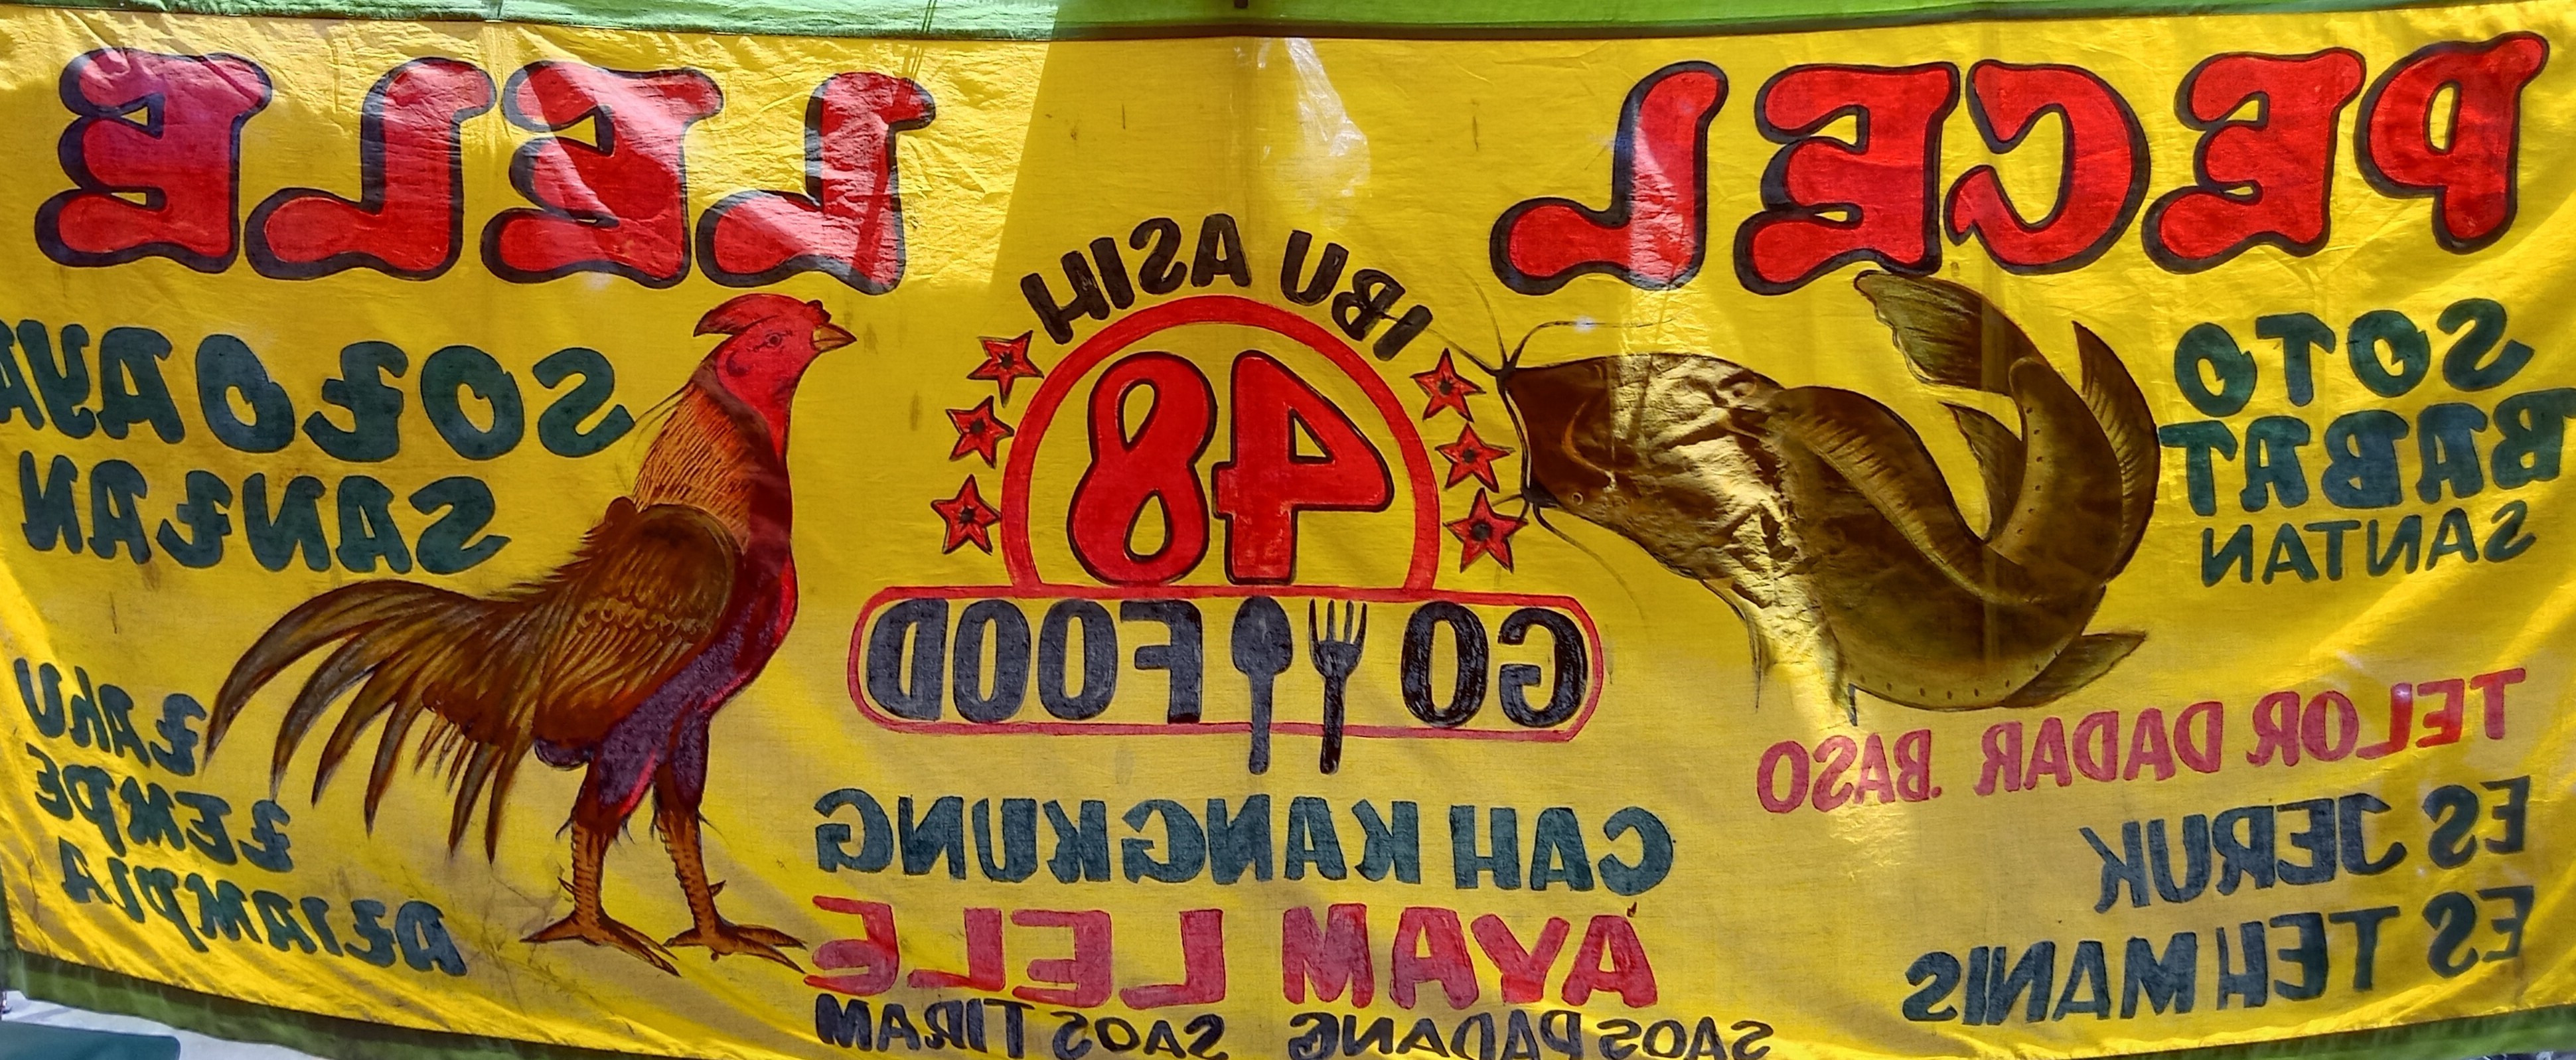 PECEL LELE
SOTO
BABAT
SANTAN
IBU ASIH
48
GO FOOD
SOTO AYA
SANTAN
TELOR DADAR .BASO
ES JERUK
ES TEH MANIS
CAH KANGKUNG
AYAM LELE
SAOS PADANG SAOS TIRAM
TAHU
TEMPE
ATIAMPLA